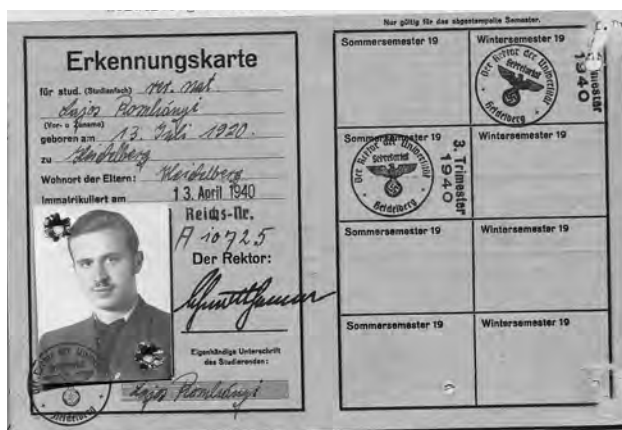 Erkennungskarte
für stud. (Studienfach) rer. nat
Lajos Romhányi
(Vor- u. Zuname)
geboren am 13. Juli 1920.
zu Heidelberg
Wohnort der Eltern: Heidelberg
Immatrikuliert am 13. April 1940
Reichs-Nr.
A 10725
Der Rektor:
Eigenhändige Unterschrift
des Studierenden:
Lajos Romhányi
Heidelberg
Nur gültig für das abgestempelte Semester.
Sommersemester 19
Wintersemester 19
Der Rektor der Universität
Sekretariat
Heidelberg
1940
Sommersemester 19
Der Rektor der Universität
Sekretariat
Heidelberg
3. Trimester
1940
Wintersemester 19
Sommersemester 19
Wintersemester 19
Sommersemester 19
Wintersemester 19